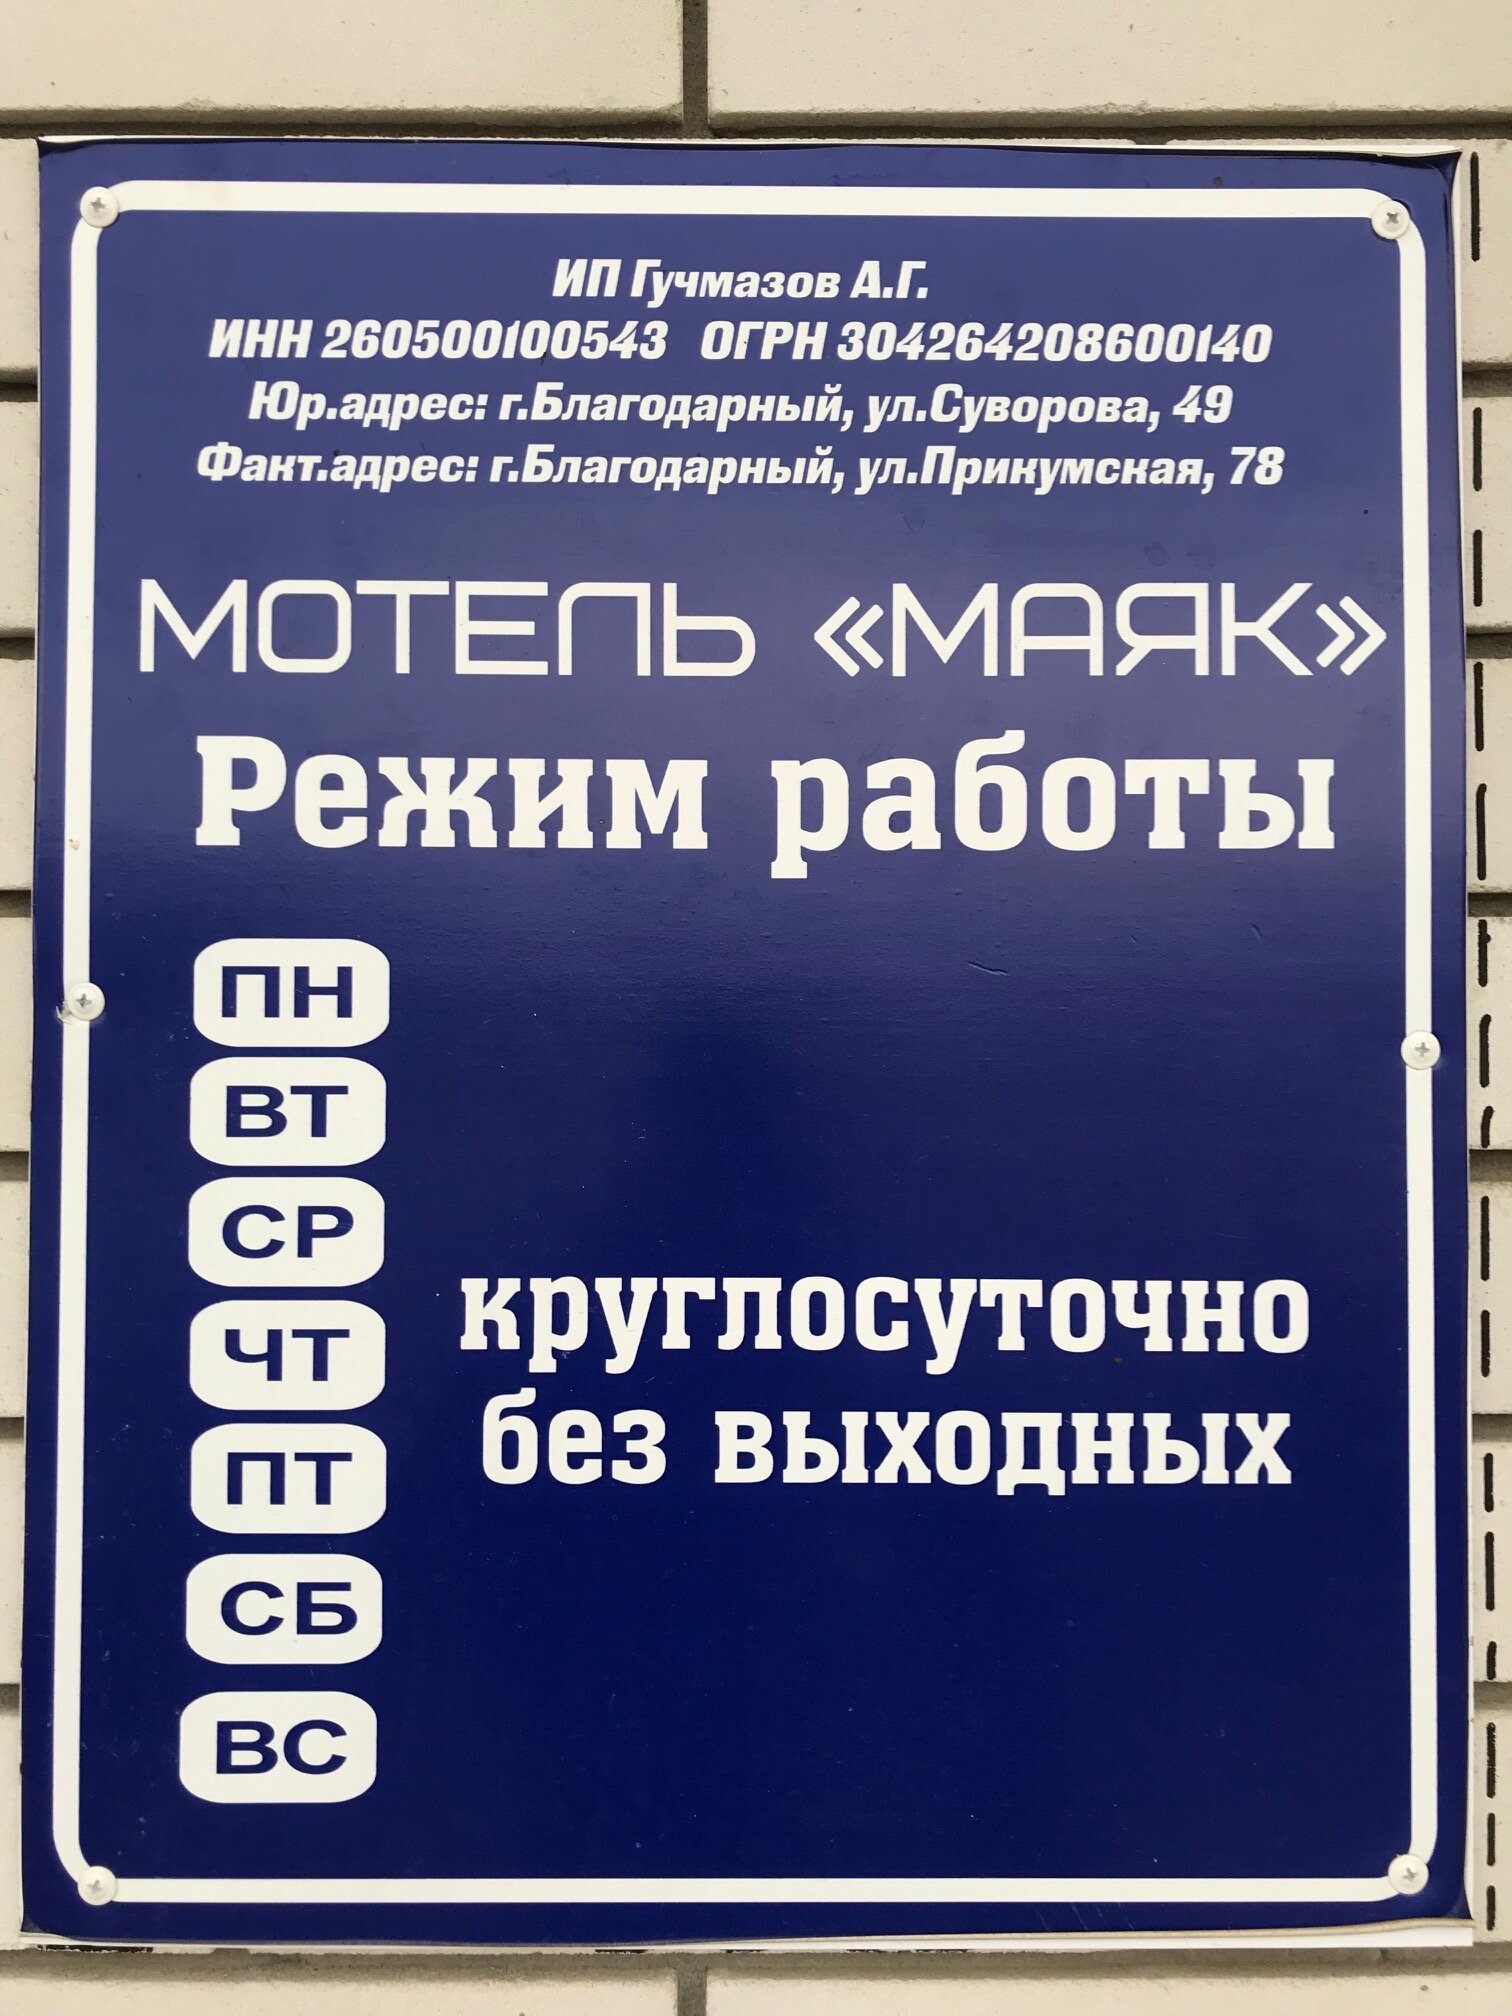 ИП Гучмазов А.Г.
ИНН 260500100543 ОГРН 304264208600140
Юр.адрес: г.Благодарный, ул.Суворова, 49
Факт.адрес: г.Благодарный, ул.Прикумская, 78
МОТЕЛЬ «МАЯК»
Режим работы
ПН
ВТ
СР
ЧТ
ПТ
СБ
ВС
круглосуточно
без выходных